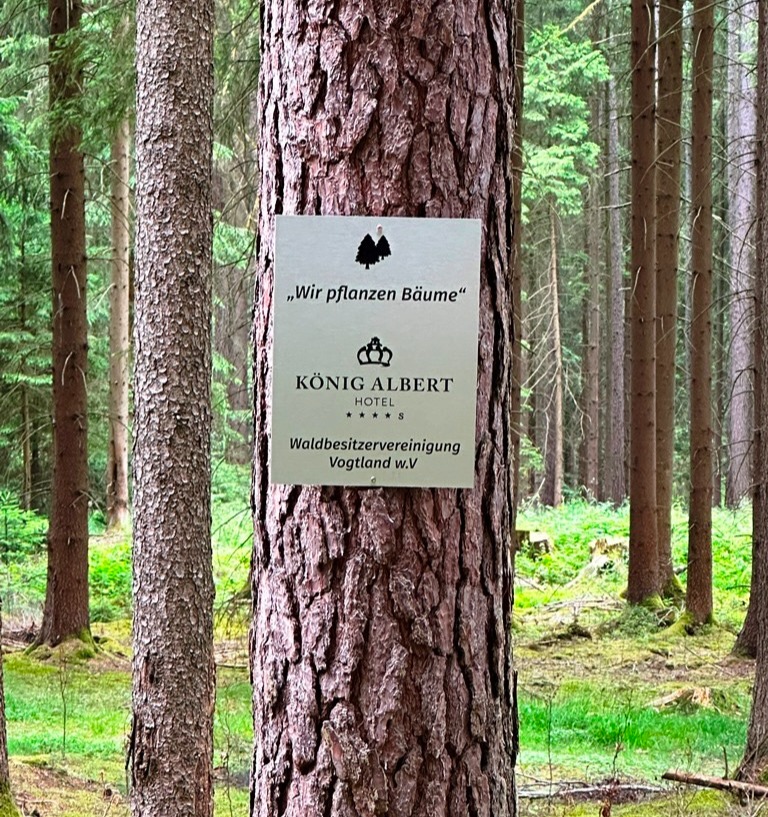 „Wir pflanzen Bäume“
KÖNIG ALBERT
HOTEL
★★★★ s
Waldbesitzervereinigung
Vogtland w.V